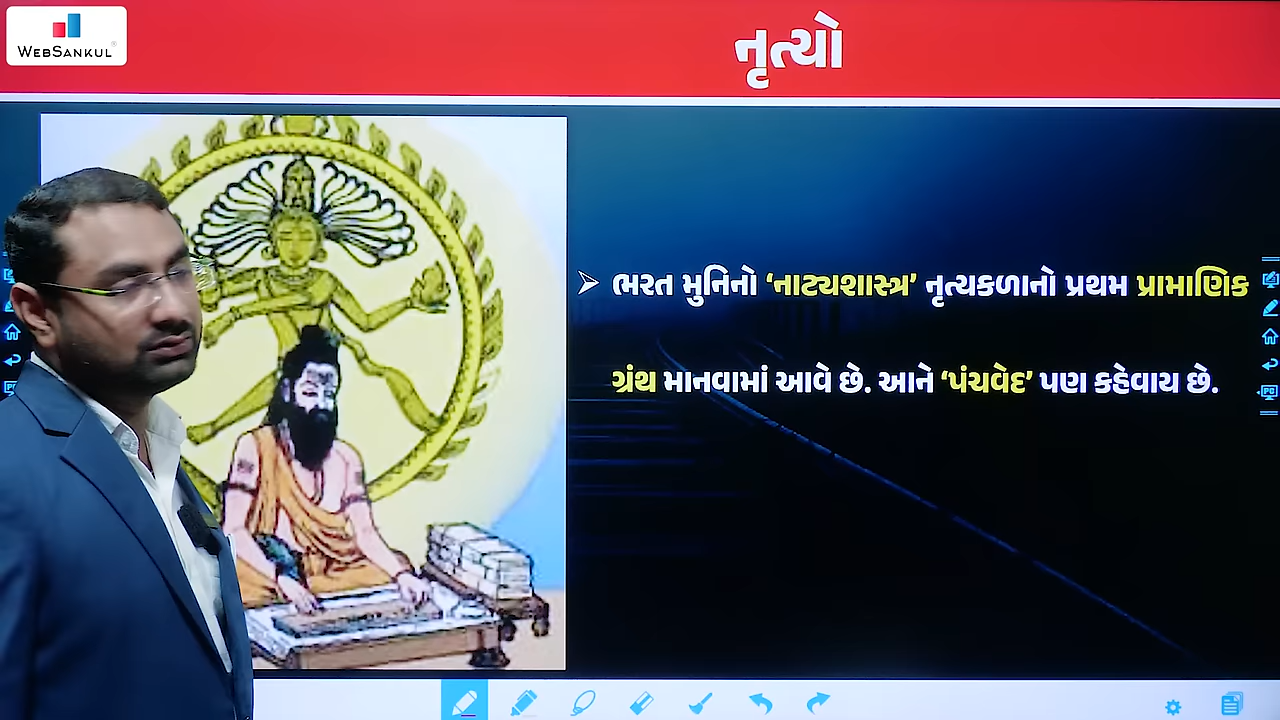 WEBSANKUL
નૃત્યો
➢ ભરત મુનિનો ‘નાટ્યશાસ્ત્ર’ નૃત્યકળાનો પ્રથમ પ્રામાણિક
ગ્રંથ માનવામાં આવે છે. આને ‘પંચવેદ’ પણ કહેવાય છે.